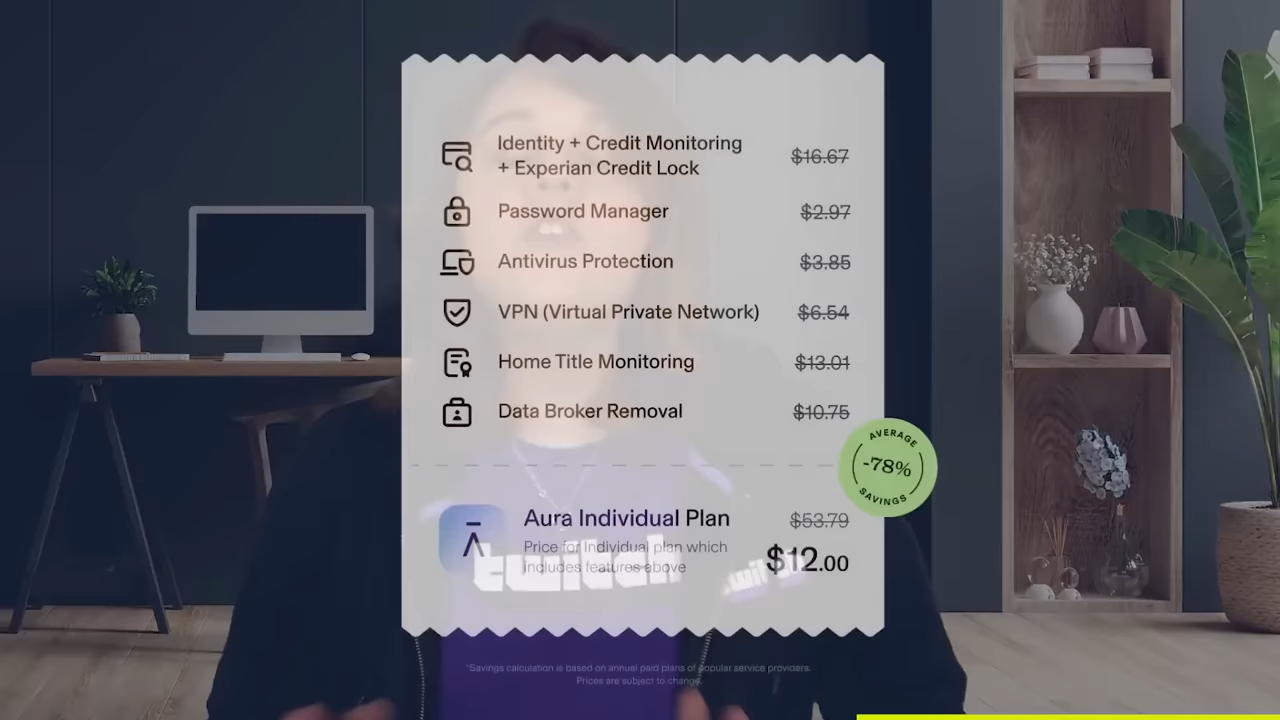 Identity + Credit Monitoring
+ Experian Credit Lock
$16.67
Password Manager
$2.97
Antivirus Protection
$3.85
VPN (Virtual Private Network)
$6.54
Home Title Monitoring
$13.01
Data Broker Removal
$10.75
AVERAGE
-78%
SAVINGS
Aura Individual Plan
$53.79
Price for Individual plan which
includes features above
$12.00
twitch
twitch
*Savings calculation is based on annual paid plans of popular service providers.
Prices are subject to change.